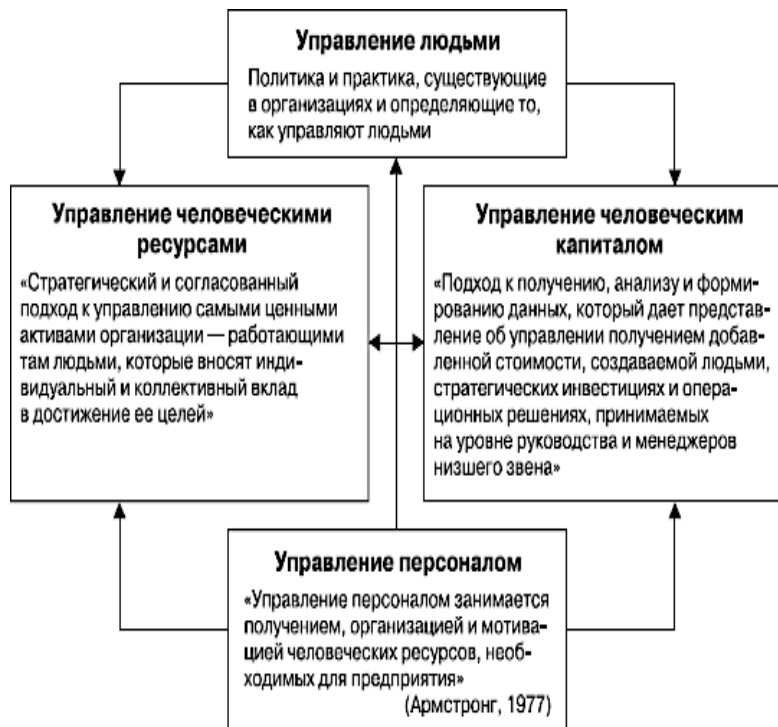 Управление людьми
Политика и практика, существующие
в организациях и определяющие то,
как управляют людьми
Управление человеческими
ресурсами
«Стратегический и согласованный
подход к управлению самыми ценными
активами организации — работающими
там людьми, которые вносят инди-
видуальный и коллективный вклад
в достижение ее целей»
Управление человеческим
капиталом
«Подход к получению, анализу и форми-
рованию данных, который дает представ-
ление об управлении получением добав-
ленной стоимости, создаваемой людьми,
стратегических инвестициях и опера-
ционных решениях, принимаемых
на уровне руководства и менеджеров
низшего звена»
Управление персоналом
«Управление персоналом занимается
получением, организацией и мотива-
цией человеческих ресурсов, необ-
ходимых для предприятия»
(Армстронг, 1977)